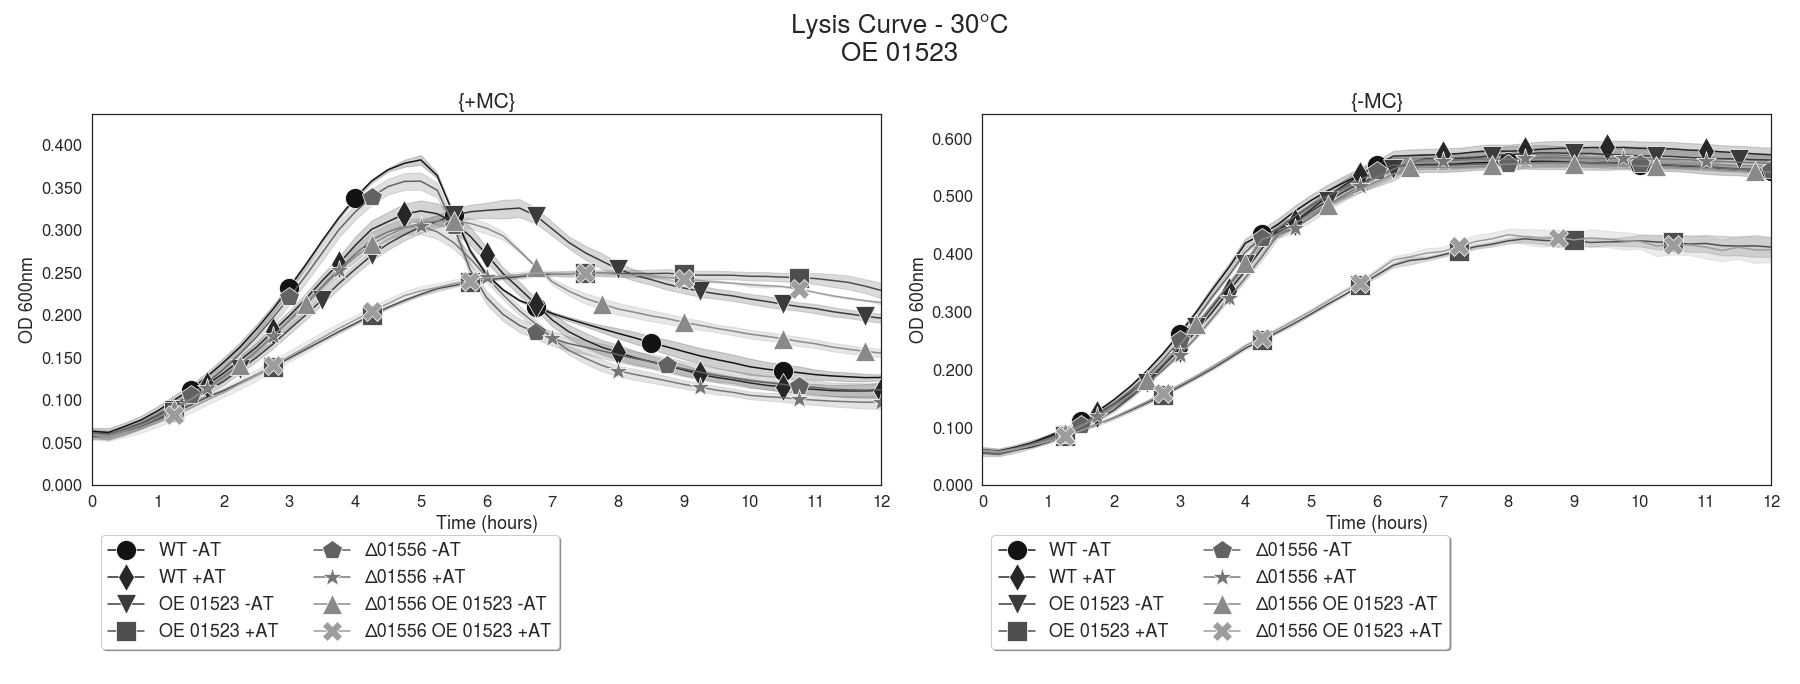 Lysis Curve - 30°C
OE 01523
{+MC}
OD 600nm
0.400
0.350
0.300
0.250
0.200
0.150
0.100
0.050
0.000
0 1 2 3 4 5 6 7 8 9 10 11 12
Time (hours)
WT -AT
WT +AT
OE 01523 -AT
OE 01523 +AT
Δ01556 -AT
Δ01556 +AT
Δ01556 OE 01523 -AT
Δ01556 OE 01523 +AT
{-MC}
OD 600nm
0.600
0.500
0.400
0.300
0.200
0.100
0.000
0 1 2 3 4 5 6 7 8 9 10 11 12
Time (hours)
WT -AT
WT +AT
OE 01523 -AT
OE 01523 +AT
Δ01556 -AT
Δ01556 +AT
Δ01556 OE 01523 -AT
Δ01556 OE 01523 +AT